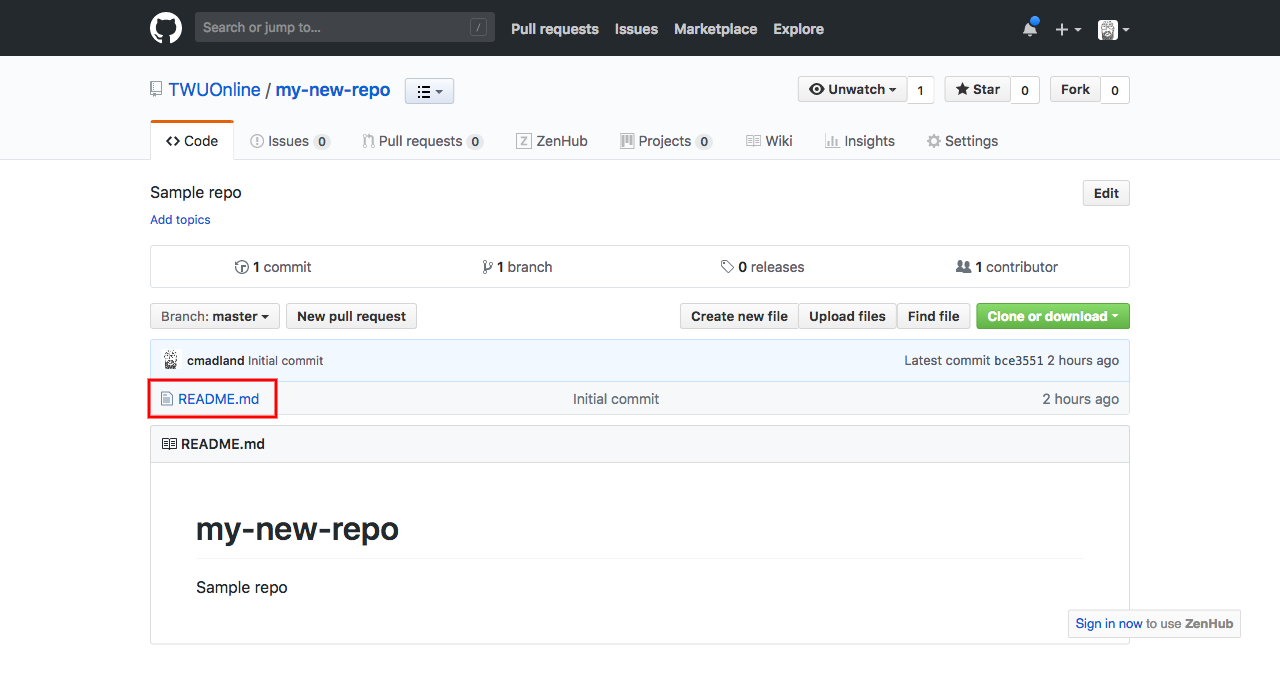 Search or jump to... / Pull requests Issues Marketplace Explore
TWUOnline / my-new-repo Unwatch 1 Star 0 Fork 0
Code Issues 0 Pull requests 0 Z ZenHub Projects 0 Wiki Insights Settings
Sample repo Edit
Add topics
1 commit 1 branch 0 releases 1 contributor
Branch: master New pull request Create new file Upload files Find file Clone or download
cmadland Initial commit Latest commit bce3551 2 hours ago
README.md Initial commit 2 hours ago
README.md
my-new-repo
Sample repo
Sign in now to use ZenHub